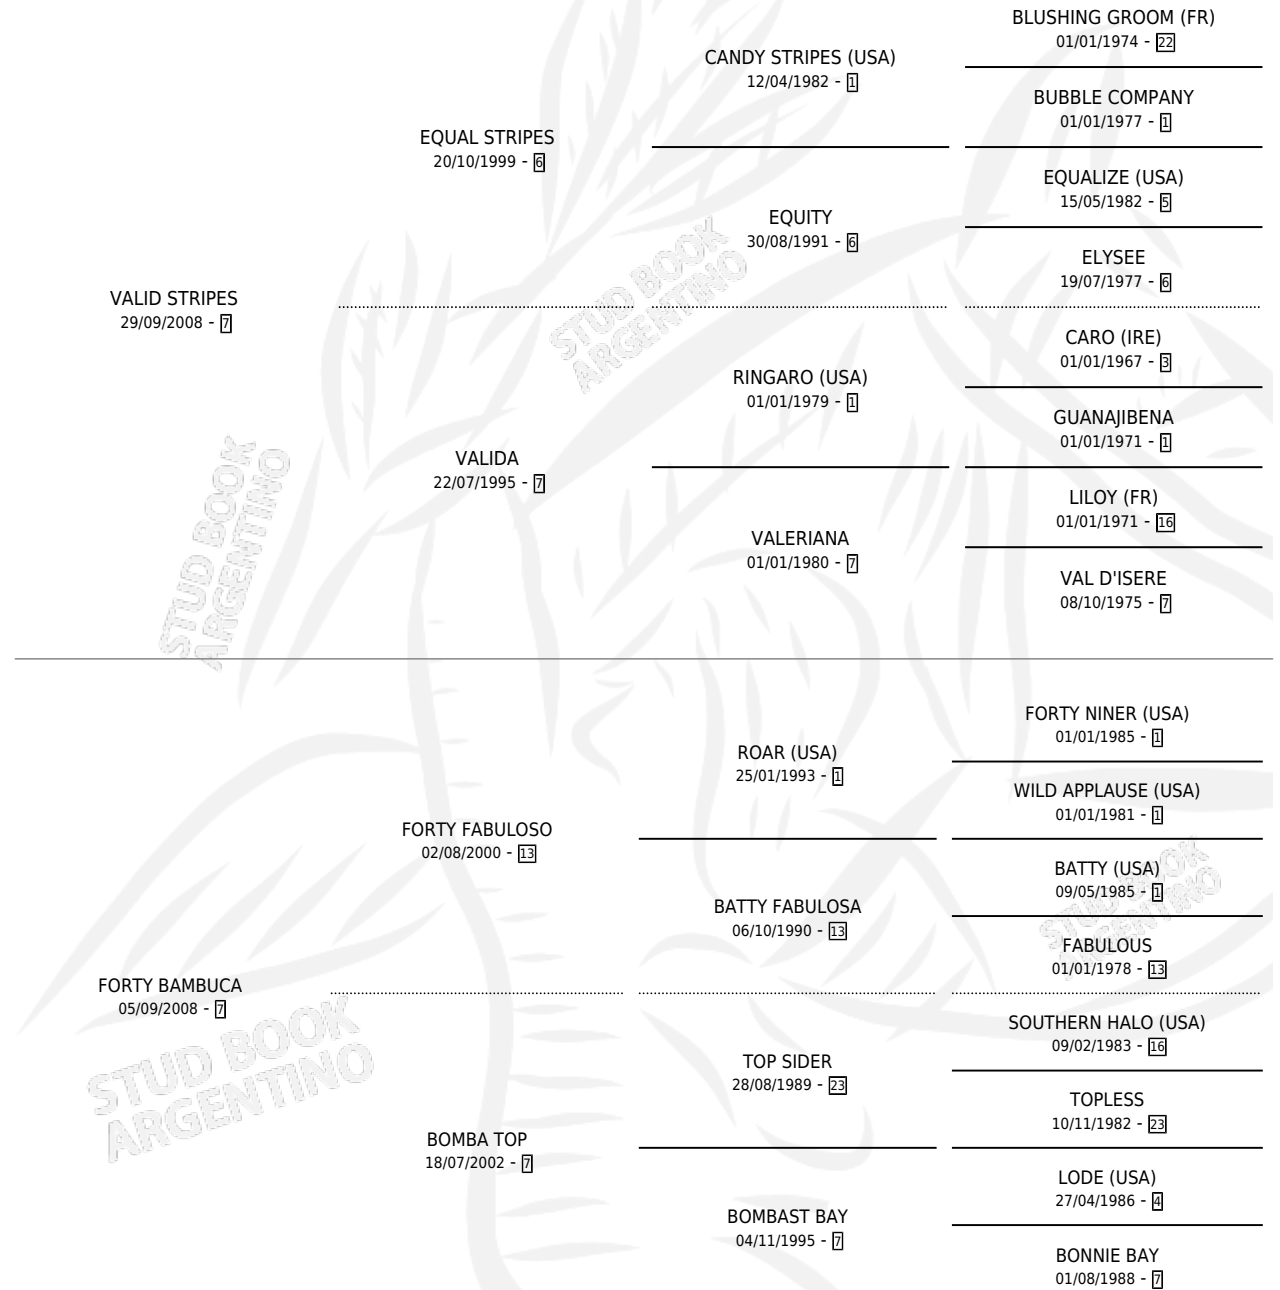 BLUSHING GROOM (FR)
01/01/1974 - 22
CANDY STRIPES (USA)
12/04/1982 - 1
BUBBLE COMPANY
01/01/1977 - 1
EQUAL STRIPES
20/10/1999 - 6
EQUALIZE (USA)
15/05/1982 - 5
EQUITY
30/08/1991 - 6
ELYSEE
19/07/1977 - 6
VALID STRIPES
29/09/2008 - 7
CARO (IRE)
01/01/1967 - 3
RINGARO (USA)
01/01/1979 - 1
GUANAJIBENA
01/01/1971 - 1
VALIDA
22/07/1995 - 7
LILOY (FR)
01/01/1971 - 16
VALERIANA
01/01/1980 - 7
VAL D'ISERE
08/10/1975 - 7
FORTY NINER (USA)
01/01/1985 - 1
ROAR (USA)
25/01/1993 - 1
WILD APPLAUSE (USA)
01/01/1981 - 1
FORTY FABULOSO
02/08/2000 - 13
BATTY (USA)
09/05/1985 - 1
BATTY FABULOSA
06/10/1990 - 13
FABULOUS
01/01/1978 - 13
FORTY BAMBUCA
05/09/2008 - 7
SOUTHERN HALO (USA)
09/02/1983 - 16
TOP SIDER
28/08/1989 - 23
TOPLESS
10/11/1982 - 23
BOMBA TOP
18/07/2002 - 7
LODE (USA)
27/04/1986 - 4
BOMBAST BAY
04/11/1995 - 7
BONNIE BAY
01/08/1988 - 7
STUD BOOK
ARGENTINO
STUD BOOK
ARGENTINO
STUD BOOK
ARGENTINO
STUD BOOK
ARGENTINO